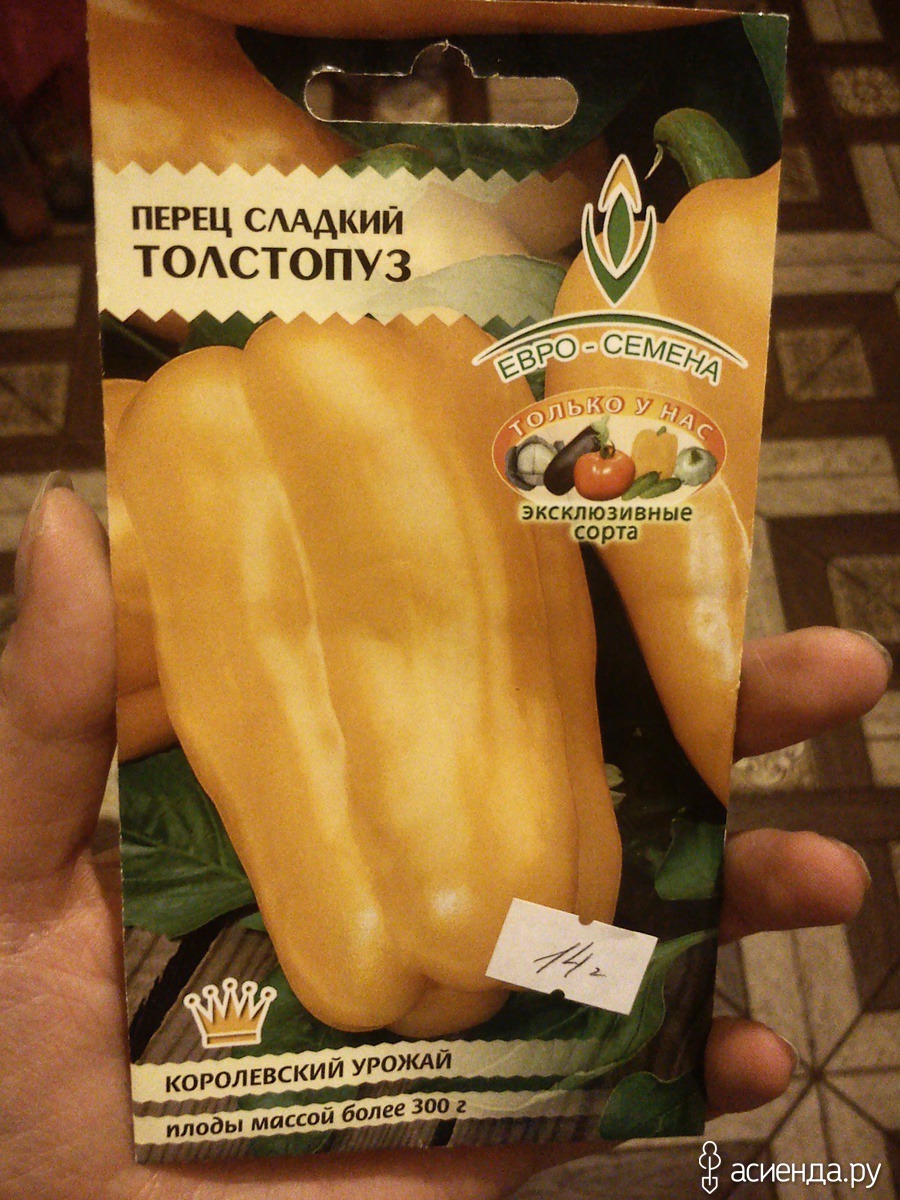 ПЕРЕЦ СЛАДКИЙ
ТОЛСТОПУЗ
ЕВРО-СЕМЕНА
ТОЛЬКО У НАС
эксклюзивные
сорта
14г
КОРОЛЕВСКИЙ УРОЖАЙ
плоды массой более 300 г
асиенда.ру